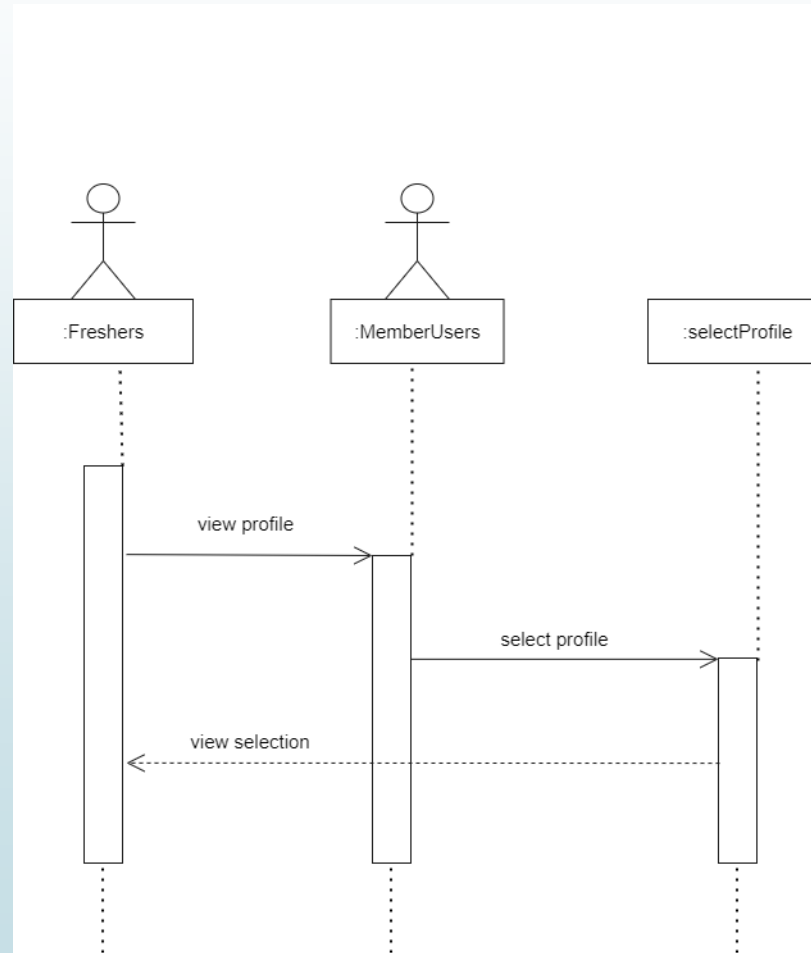 :Freshers
:MemberUsers
:selectProfile
view profile
select profile
view selection